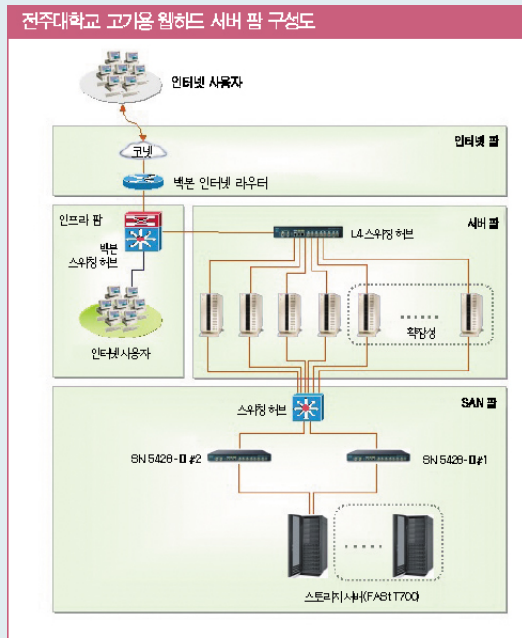 전주대학교 고가용 웹하드 서버 팜 구성도
인터넷 사용자
인터넷 팜
코넷
백본 인터넷 라우터
인프라 팜
서버 팜
L4 스위칭 허브
백본
스위칭 허브
확장성
인터넷 사용자
SAN 팜
스위칭 허브
SN 5428-II #2
SN 5428-II #1
스토리지 서버(FAStT700)